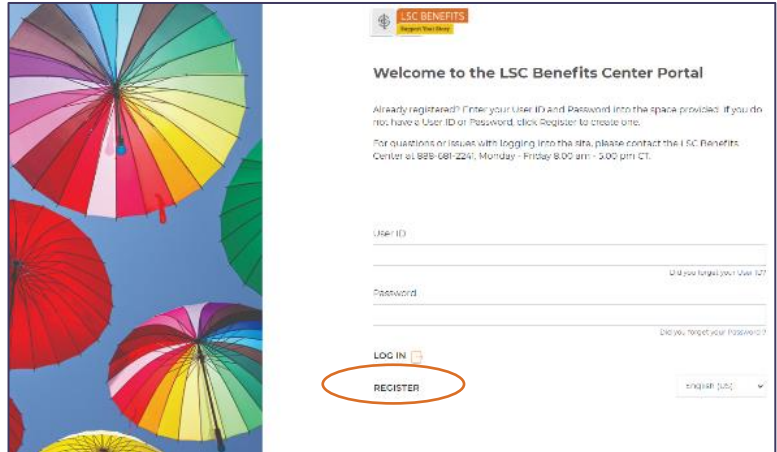 LSC BENEFITS
Support Your Story
Welcome to the LSC Benefits Center Portal
Already registered? Enter your User ID and Password into the space provided. If you do
not have a User ID or Password, click Register to create one.
For questions or issues with logging into the site, please contact the LSC Benefits
Center at 888-681-2241, Monday - Friday 8:00 am - 5:00 pm CT.
User ID
Did you forget your User ID?
Password
Did you forget your Password?
LOG IN
REGISTER
English (US)